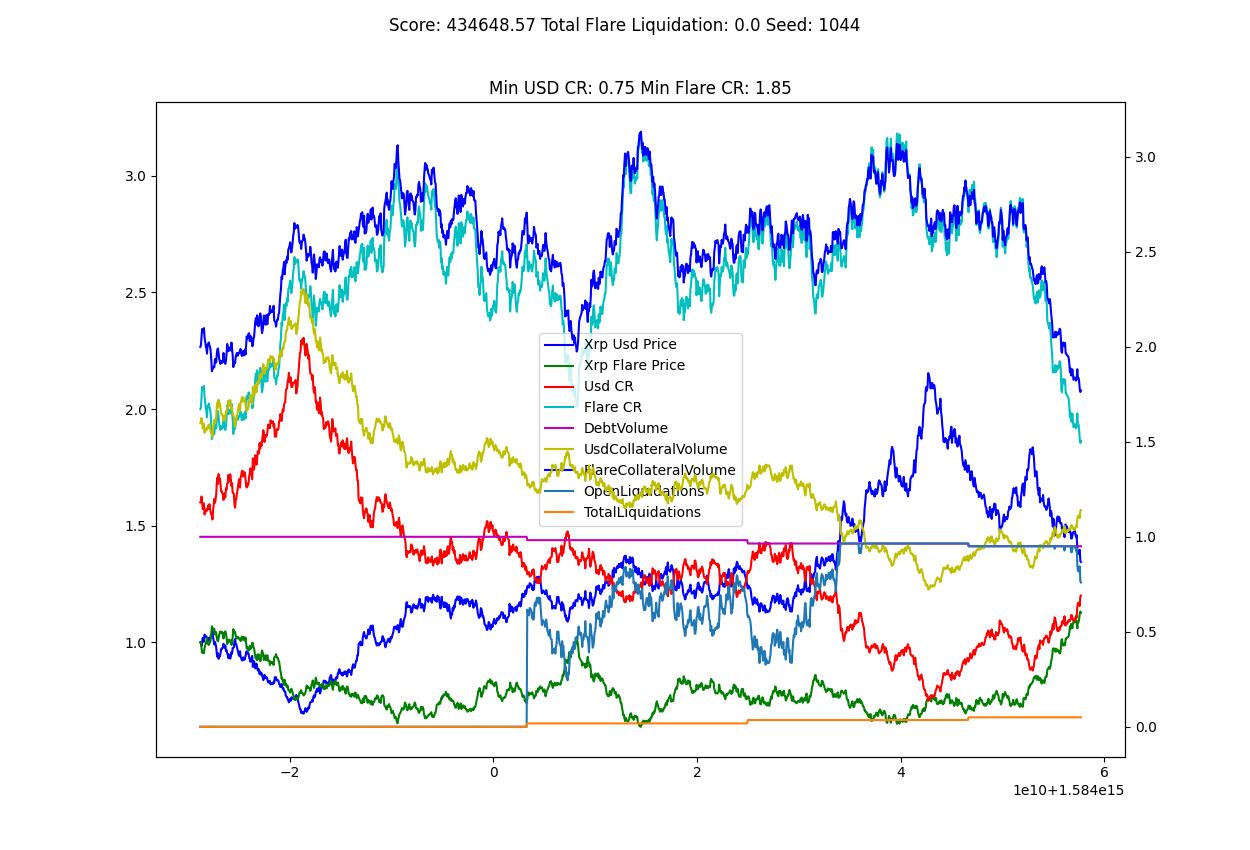 Score: 434648.57 Total Flare Liquidation: 0.0 Seed: 1044
Min USD CR: 0.75 Min Flare CR: 1.85
3.0
2.5
2.0
1.5
1.0
3.0
2.5
2.0
1.5
1.0
0.5
0.0
Xrp Usd Price
Xrp Flare Price
Usd CR
Flare CR
DebtVolume
UsdCollateralVolume
FlareCollateralVolume
OpenLiquidations
TotalLiquidations
−2 0 2 4 6
1e10+1.584e15